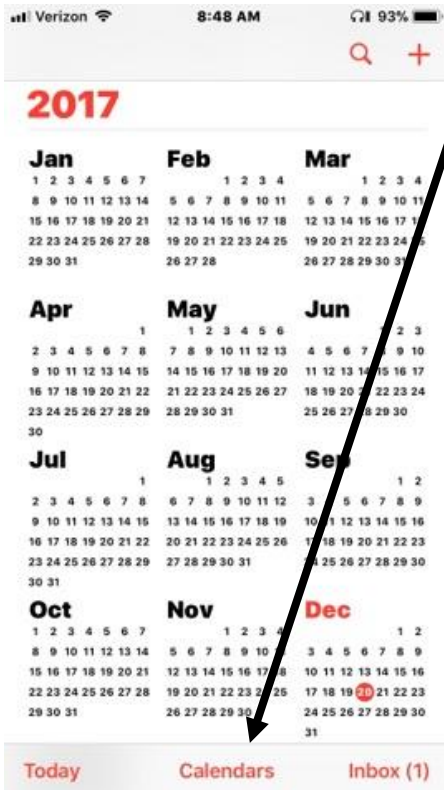 Verizon 8:48 AM 93%
2017
Jan Feb Mar
1 2 3 4 5 6 7 1 2 3 4 1 2 3 4
8 9 10 11 12 13 14 5 6 7 8 9 10 11 5 6 7 8 9 10 11
15 16 17 18 19 20 21 12 13 14 15 16 17 18 12 13 14 15 16 17
22 23 24 25 26 27 28 19 20 21 22 23 24 25 19 20 21 22 23 24
29 30 31 26 27 28 26 27 28 29 30 31
Apr May Jun
1 1 2 3 4 5 6 2 3
2 3 4 5 6 7 8 7 8 9 10 11 12 13 4 5 6 7 9 10
9 10 11 12 13 14 15 14 15 16 17 18 19 20 11 12 13 14 15 16 17
16 17 18 19 20 21 22 21 22 23 24 25 26 27 18 19 20 22 23 24
23 24 25 26 27 28 29 28 29 30 31 25 26 27 28 29 30
30
Jul Aug Sep
1 1 2 3 4 5 1 2
2 3 4 5 6 7 8 6 7 8 9 10 11 12 3 5 6 7 8 9
9 10 11 12 13 14 15 13 14 15 16 17 18 19 10 11 12 13 14 15 16
16 17 18 19 20 21 22 20 21 22 23 24 25 26 17 19 20 21 22 23
23 24 25 26 27 28 29 27 28 29 30 31 25 26 27 28 29 30
30 31
Oct Nov Dec
1 2 3 4 5 6 7 1 2 3 4 1 2
8 9 10 11 12 13 14 5 6 7 8 9 10 3 4 5 6 7 8 9
15 16 17 18 19 20 21 12 13 14 15 16 17 10 11 12 13 14 15 16
22 23 24 25 26 27 28 19 20 21 22 23 25 17 18 19 20 21 22 23
29 30 31 26 27 28 29 30 24 25 26 27 28 29 30
31
Today Calendars Inbox (1)